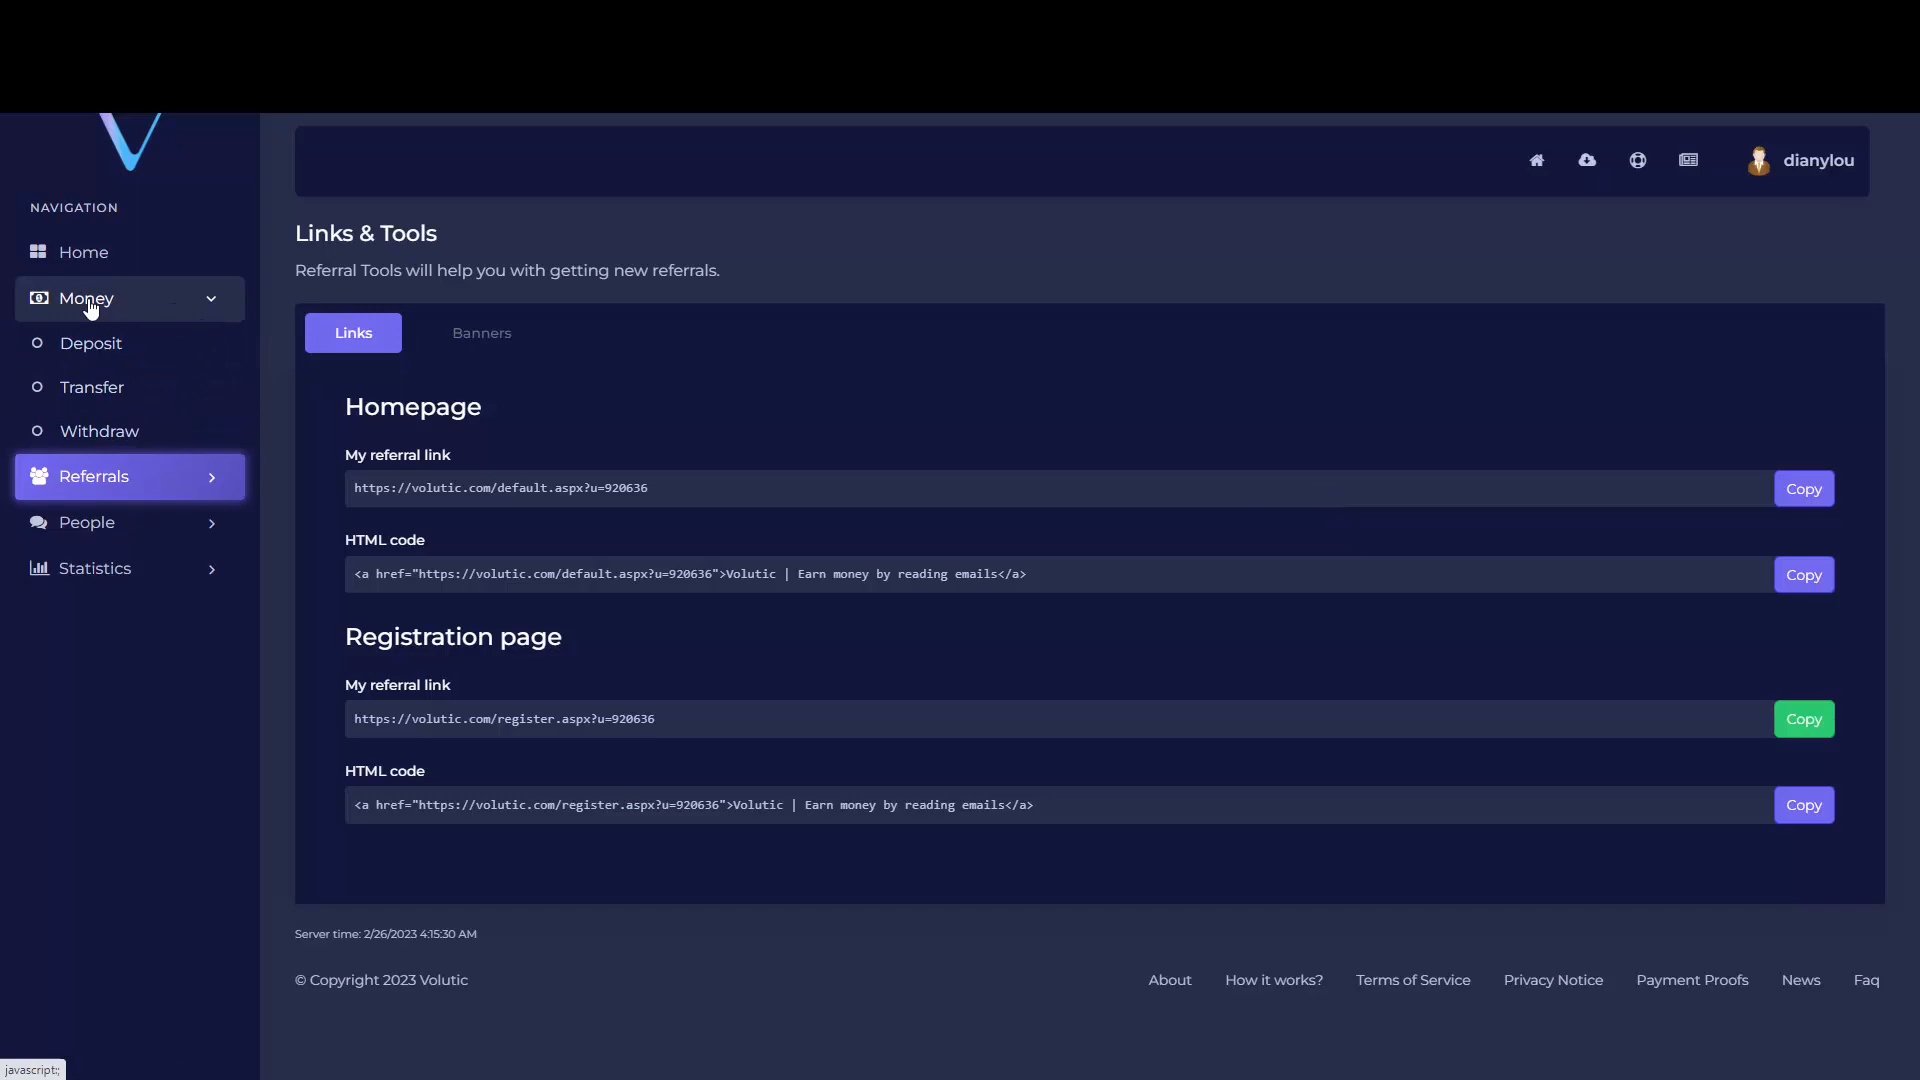 dianylou
NAVIGATION
Home
Money
Deposit
Transfer
Withdraw
Referrals
People
Statistics
Links & Tools
Referral Tools will help you with getting new referrals.
Links
Banners
Homepage
My referral link
https://volutic.com/default.aspx?u=920636
Copy
HTML code
<a href="https://volutic.com/default.aspx?u=920636">Volutic | Earn money by reading emails</a>
Copy
Registration page
My referral link
https://volutic.com/register.aspx?u=920636
Copy
HTML code
<a href="https://volutic.com/register.aspx?u=920636">Volutic | Earn money by reading emails</a>
Copy
Server time: 2/26/2023 4:15:30 AM
© Copyright 2023 Volutic
About
How it works?
Terms of Service
Privacy Notice
Payment Proofs
News
Faq
javascript:;